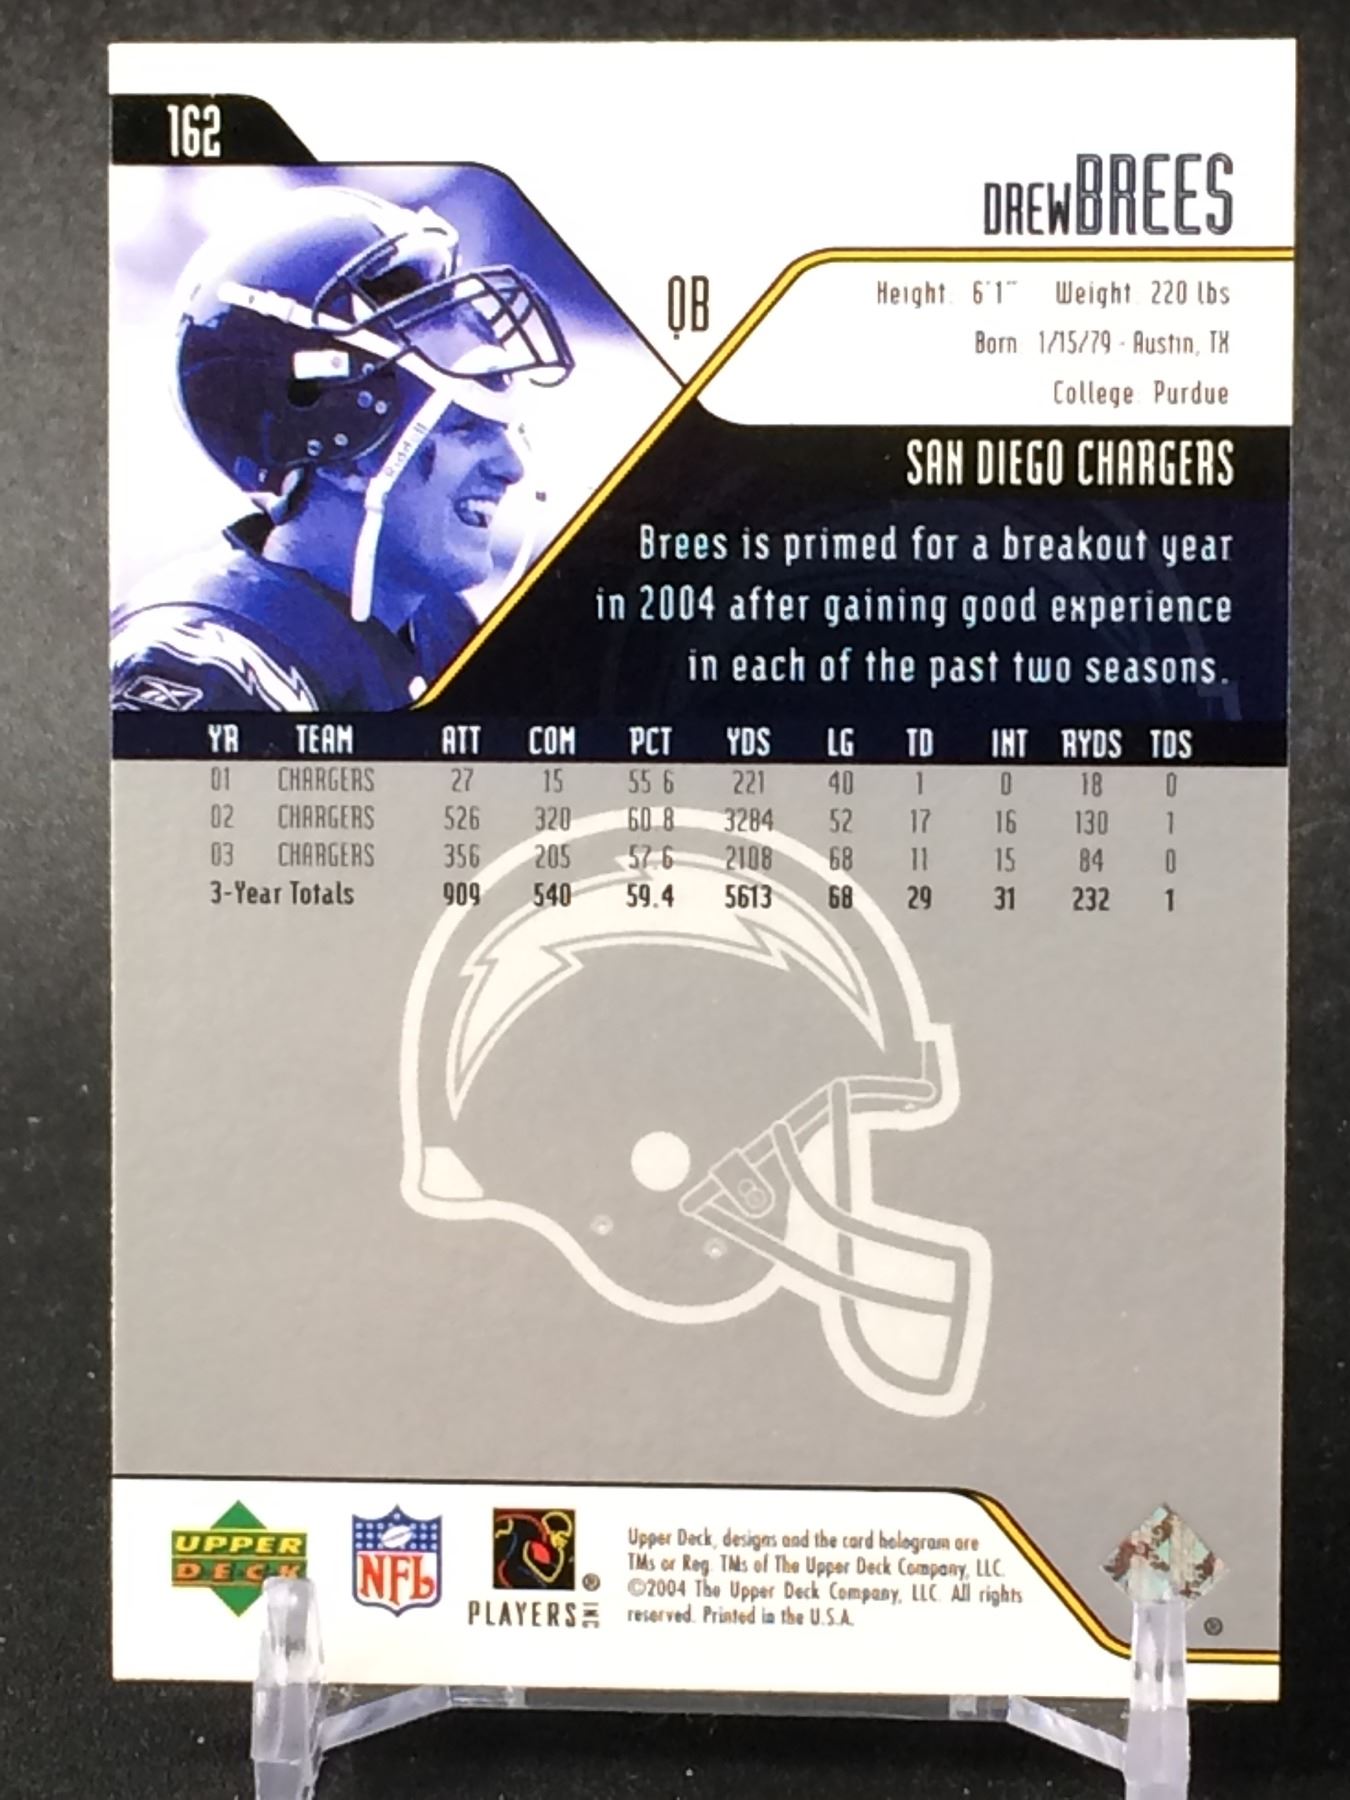 162
DREW BREES
QB
Height: 6'1" Weight: 220 lbs
Born 1/15/79 - Austin, TX
College: Purdue
SAN DIEGO CHARGERS
Brees is primed for a breakout year
in 2004 after gaining good experience
in each of the past two seasons.
YR TEAM ATT COM PCT YDS LG TD INT RYDS TDS
01 CHARGERS 27 15 55.6 221 40 1 0 18 0
02 CHARGERS 526 320 60.8 3284 52 17 16 130 1
03 CHARGERS 356 205 57.6 2108 68 11 15 84 0
3-Year Totals 909 540 59.4 5613 68 29 31 232 1
UPPER
DECK
NFL
PLAYERS INC ®
Upper Deck, designs and the card hologram are
TMs or Reg. TMs of The Upper Deck Company, LLC.
©2004 The Upper Deck Company, LLC. All rights
reserved. Printed in the U.S.A.
®
Riddell